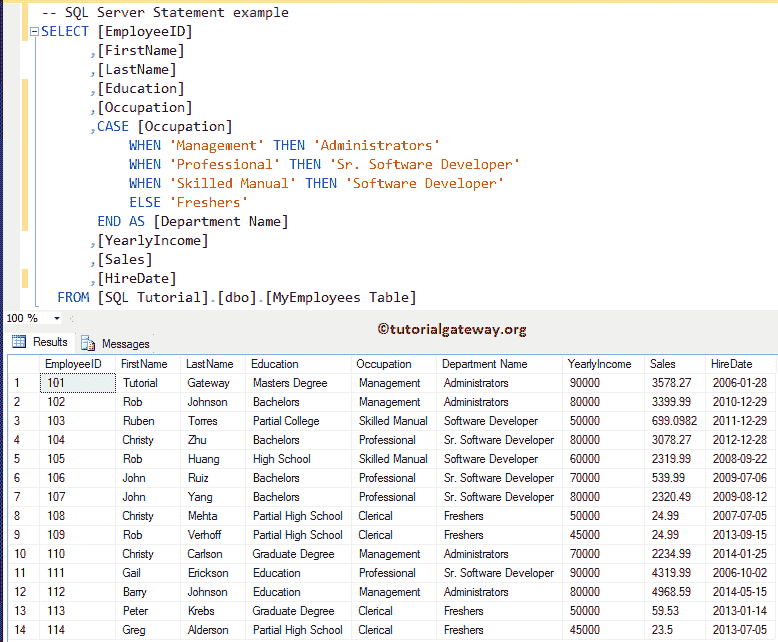 -- SQL Server Statement example
SELECT [EmployeeID]
,[FirstName]
,[LastName]
,[Education]
,[Occupation]
,CASE [Occupation]
WHEN 'Management' THEN 'Administrators'
WHEN 'Professional' THEN 'Sr. Software Developer'
WHEN 'Skilled Manual' THEN 'Software Developer'
ELSE 'Freshers'
END AS [Department Name]
,[YearlyIncome]
,[Sales]
,[HireDate]
FROM [SQL Tutorial].[dbo].[MyEmployees Table]
100 %
©tutorialgateway.org
Results Messages
EmployeeID FirstName LastName Education Occupation Department Name YearlyIncome Sales HireDate
1 101 Tutorial Gateway Masters Degree Management Administrators 90000 3578.27 2006-01-28
2 102 Rob Johnson Bachelors Management Administrators 80000 3399.99 2010-12-29
3 103 Ruben Torres Partial College Skilled Manual Software Developer 50000 699.0982 2011-12-29
4 104 Christy Zhu Bachelors Professional Sr. Software Developer 80000 3078.27 2012-12-28
5 105 Rob Huang High School Skilled Manual Software Developer 60000 2319.99 2008-09-22
6 106 John Ruiz Bachelors Professional Sr. Software Developer 70000 539.99 2009-07-06
7 107 John Yang Bachelors Professional Sr. Software Developer 80000 2320.49 2009-08-12
8 108 Christy Mehta Partial High School Clerical Freshers 50000 24.99 2007-07-05
9 109 Rob Verhoff Partial High School Clerical Freshers 45000 24.99 2013-09-15
10 110 Christy Carlson Graduate Degree Management Administrators 70000 2234.99 2014-01-25
11 111 Gail Erickson Education Professional Sr. Software Developer 90000 4319.99 2006-10-02
12 112 Barry Johnson Education Management Administrators 80000 4968.59 2014-05-15
13 113 Peter Krebs Graduate Degree Clerical Freshers 50000 59.53 2013-01-14
14 114 Greg Alderson Partial High School Clerical Freshers 45000 23.5 2013-07-05